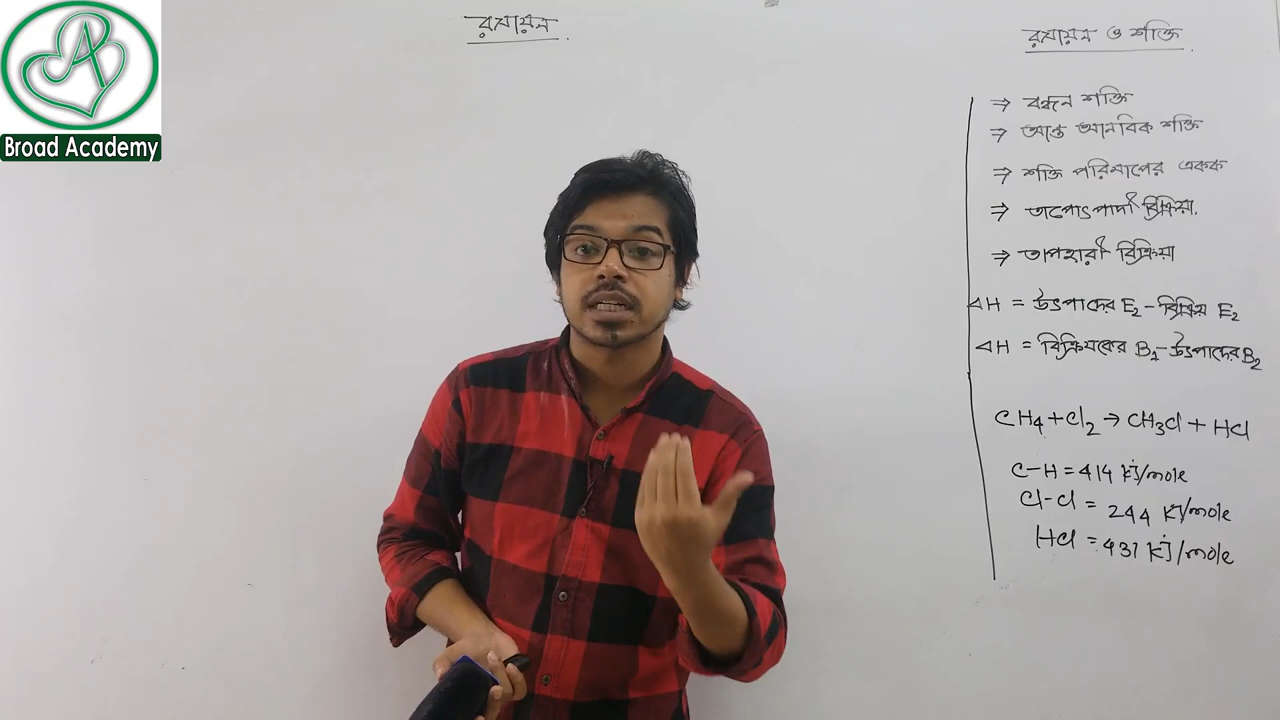 Broad Academy
রসায়ন
রসায়ন ও শক্তি
⇒ বন্ধন শক্তি
⇒ আন্ত আনবিক শক্তি
⇒ শক্তি পরিমাপের একক
⇒ তাপোৎপাদী বিক্রিয়া.
⇒ তাপহারী বিক্রিয়া
ΔH = উৎপাদের E₂ - বিক্রিয় E₂
ΔH = বিক্রিয়কের B₁ - উৎপাদের B₂
CH₄ + Cl₂ → CH₃Cl + HCl
C-H = 414 KJ/mole
Cl-Cl = 244 KJ/mole
HCl = 431 KJ/mole